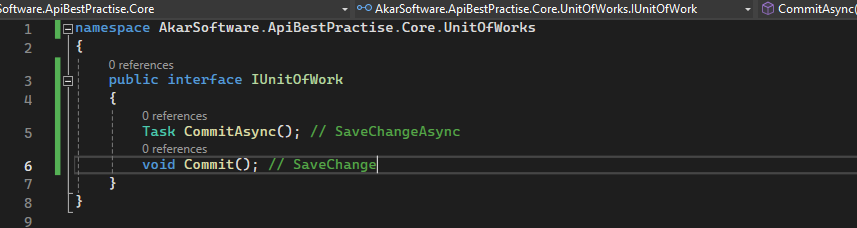 Software.ApiBestPractise.Core AkarSoftware.ApiBestPractise.Core.UnitOfWorks.IUnitOfWork CommitAsync(
1 namespace AkarSoftware.ApiBestPractise.Core.UnitOfWorks
2 {
0 references
3 public interface IUnitOfWork
4 {
0 references
5 Task CommitAsync(); // SaveChangeAsync
0 references
6 void Commit(); // SaveChange
7 }
8 }
9